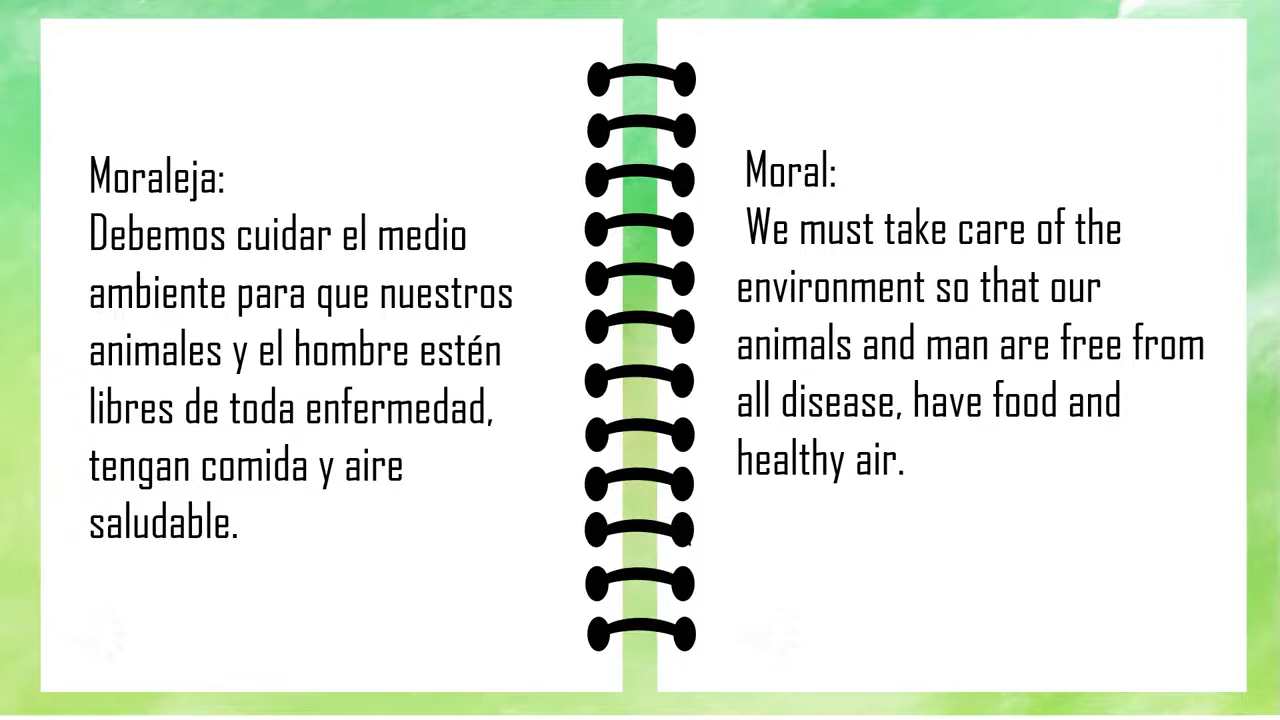 Moraleja:
Debemos cuidar el medio
ambiente para que nuestros
animales y el hombre estén
libres de toda enfermedad,
tengan comida y aire
saludable.
Moral:
We must take care of the
environment so that our
animals and man are free from
all disease, have food and
healthy air.